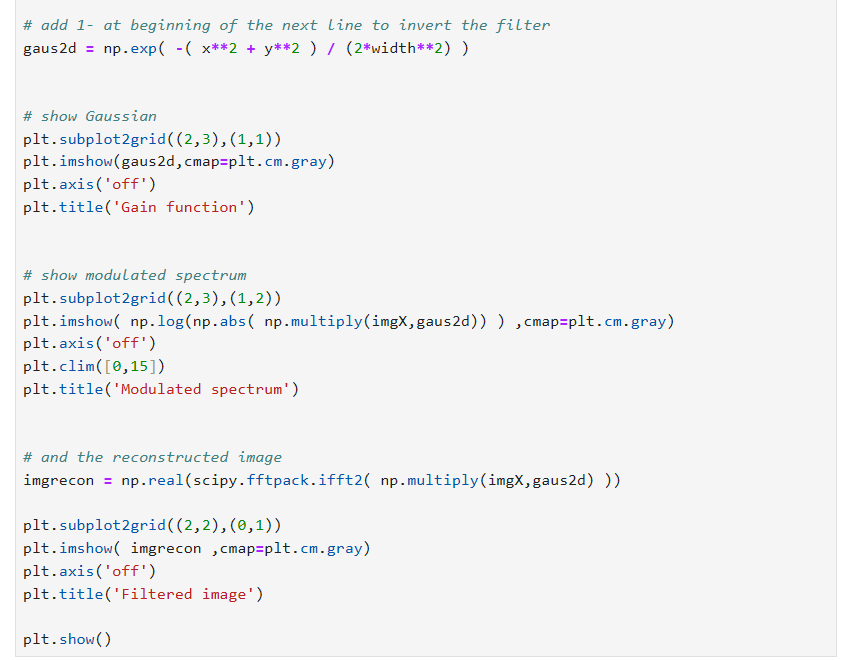 # add 1- at beginning of the next line to invert the filter
gaus2d = np.exp( -( x**2 + y**2 ) / (2*width**2) )
# show Gaussian
plt.subplot2grid((2,3),(1,1))
plt.imshow(gaus2d,cmap=plt.cm.gray)
plt.axis('off')
plt.title('Gain function')
# show modulated spectrum
plt.subplot2grid((2,3),(1,2))
plt.imshow( np.log(np.abs( np.multiply(imgX,gaus2d)) ) ,cmap=plt.cm.gray)
plt.axis('off')
plt.clim([0,15])
plt.title('Modulated spectrum')
# and the reconstructed image
imgrecon = np.real(scipy.fftpack.ifft2( np.multiply(imgX,gaus2d) ))
plt.subplot2grid((2,2),(0,1))
plt.imshow( imgrecon ,cmap=plt.cm.gray)
plt.axis('off')
plt.title('Filtered image')
plt.show()